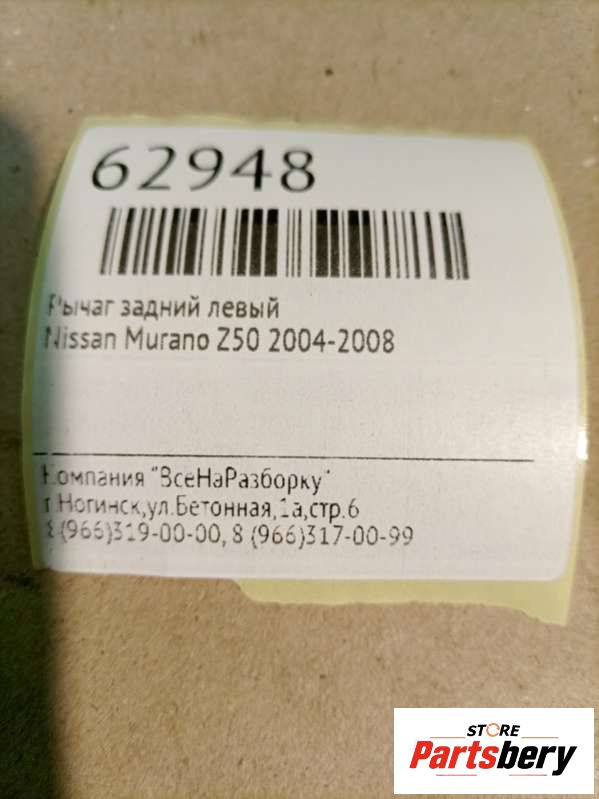 62948
Рычаг задний левый
Nissan Murano Z50 2004-2008
Компания "ВсеНаРазборку"
г.Ногинск,ул.Бетонная,1а,стр.6
8 (966)319-00-00, 8 (966)317-00-99
STORE
Partsbery